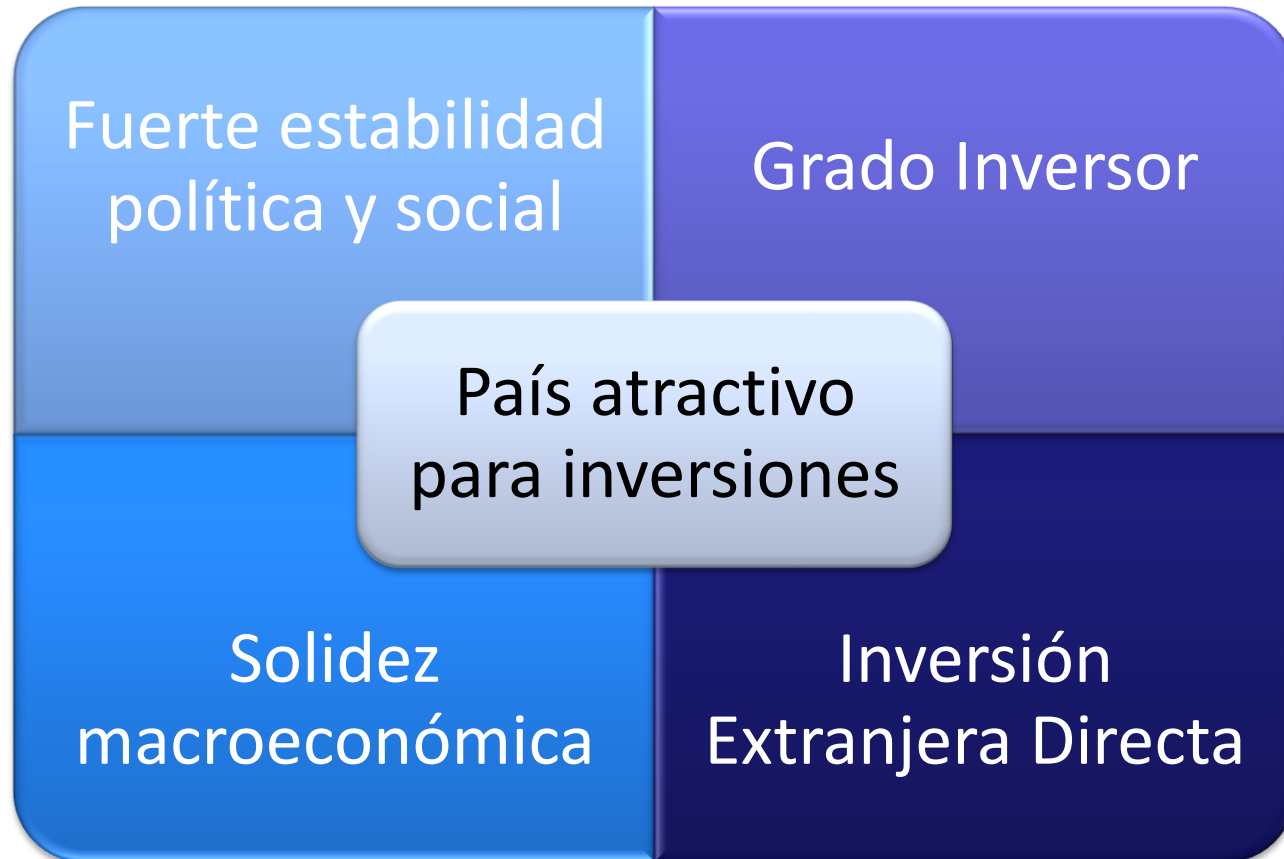 Fuerte estabilidad
política y social
Grado Inversor
País atractivo
para inversiones
Solidez
macroeconómica
Inversión
Extranjera Directa